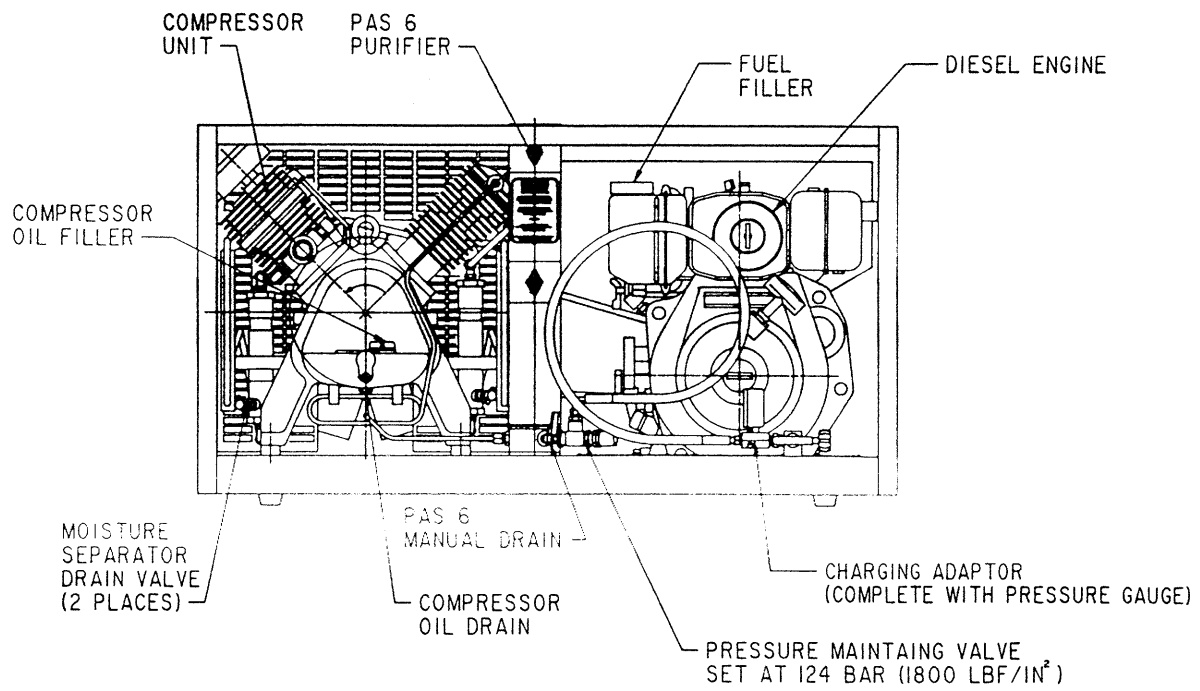 COMPRESSOR
UNIT
PAS 6
PURIFIER
FUEL
FILLER
DIESEL ENGINE
COMPRESSOR
OIL FILLER
MOISTURE
SEPARATOR
DRAIN VALVE
(2 PLACES)
PAS 6
MANUAL DRAIN
COMPRESSOR
OIL DRAIN
CHARGING ADAPTOR
(COMPLETE WITH PRESSURE GAUGE)
PRESSURE MAINTAING VALVE
SET AT 124 BAR (1800 LBF/IN²)